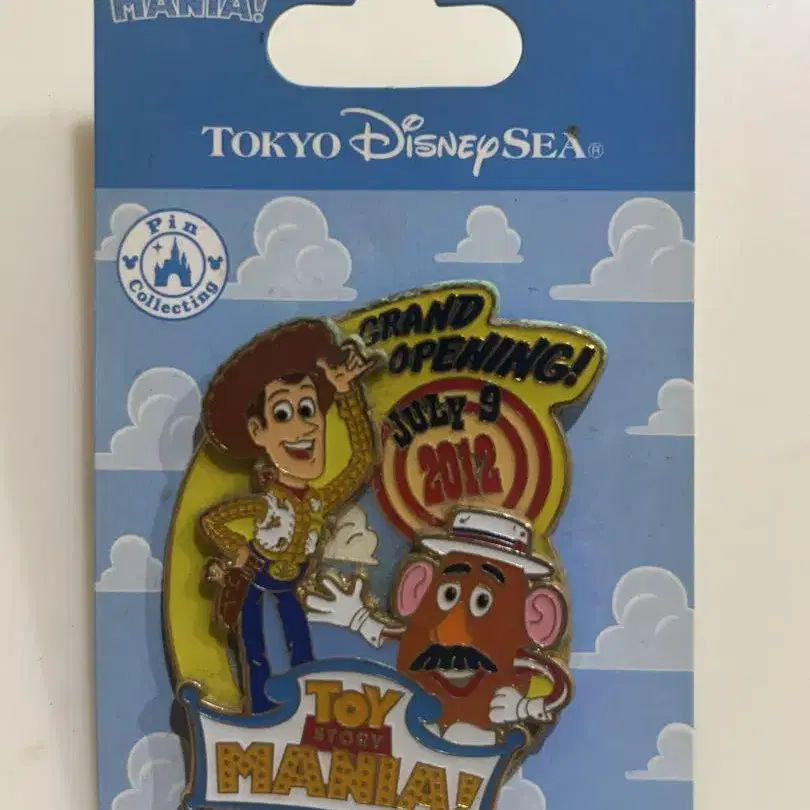 MANIA!
TOKYO DISNEYSEA®
Pin
Collecting
GRAND
OPENING!
JULY 9
2012
TOY
STORY
MANIA!